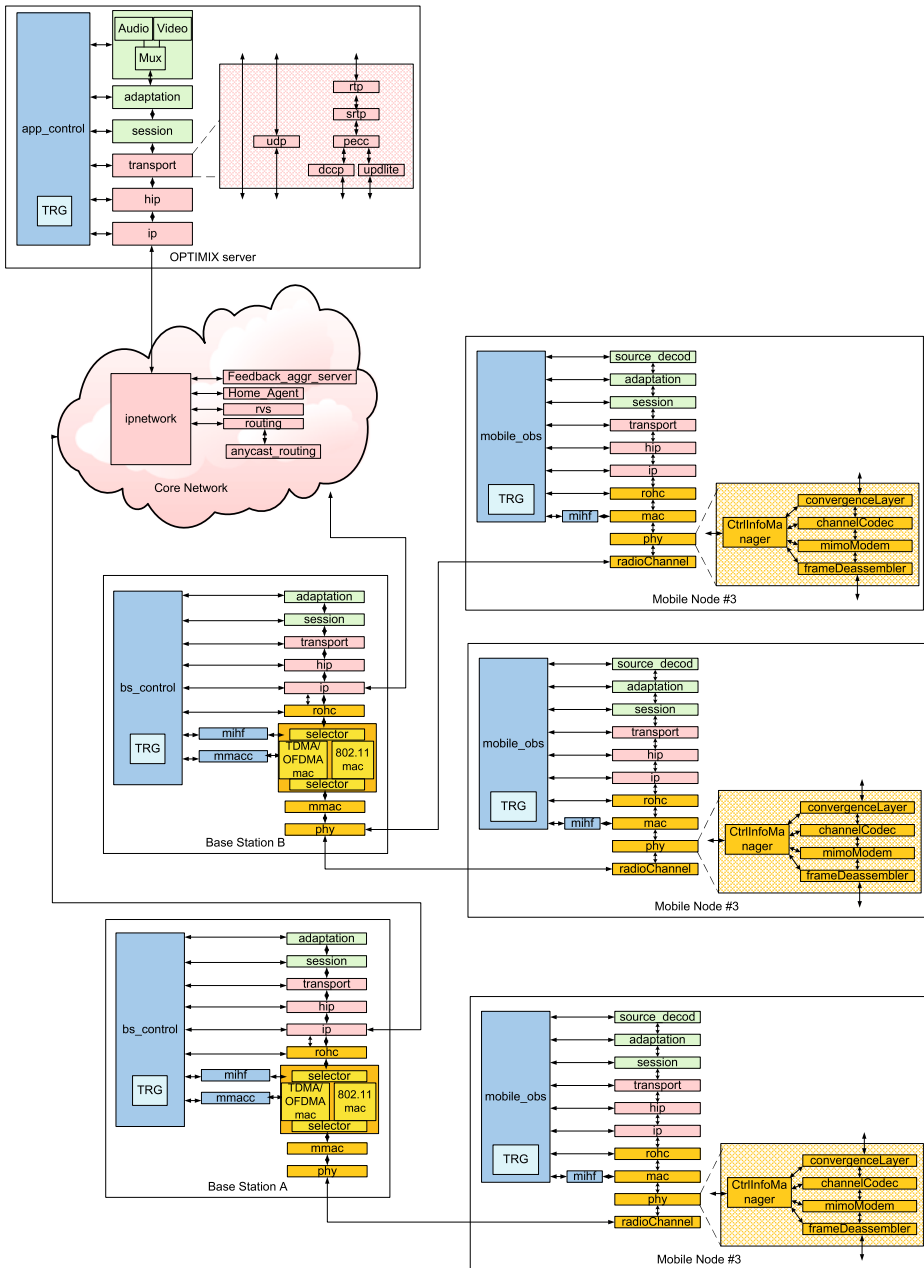 Audio
Video
Mux
adaptation
app_control
session
transport
hip
TRG
ip
OPTIMIX server
rtp
srtp
udp
pecc
dccp
updlite
ipnetwork
Feedback_aggr_server
Home_Agent
rvs
routing
anycast_routing
Core Network
source_decod
adaptation
session
mobile_obs
transport
hip
ip
TRG
rohc
mihf
mac
phy
radioChannel
CtrlInfoMa
nager
convergenceLayer
channelCodec
mimoModem
frameDeassembler
Mobile Node #3
adaptation
session
transport
hip
bs_control
ip
rohc
TRG
mihf
mmacc
selector
TDMA/
OFDMA
mac
802.11
mac
selector
mmac
phy
Base Station B
source_decod
adaptation
session
mobile_obs
transport
hip
ip
TRG
rohc
mihf
mac
phy
radioChannel
CtrlInfoMa
nager
convergenceLayer
channelCodec
mimoModem
frameDeassembler
Mobile Node #3
adaptation
session
transport
hip
bs_control
ip
rohc
TRG
mihf
mmacc
selector
TDMA/
OFDMA
mac
802.11
mac
selector
mmac
phy
Base Station A
source_decod
adaptation
session
mobile_obs
transport
hip
ip
TRG
rohc
mihf
mac
phy
radioChannel
CtrlInfoMa
nager
convergenceLayer
channelCodec
mimoModem
frameDeassembler
Mobile Node #3